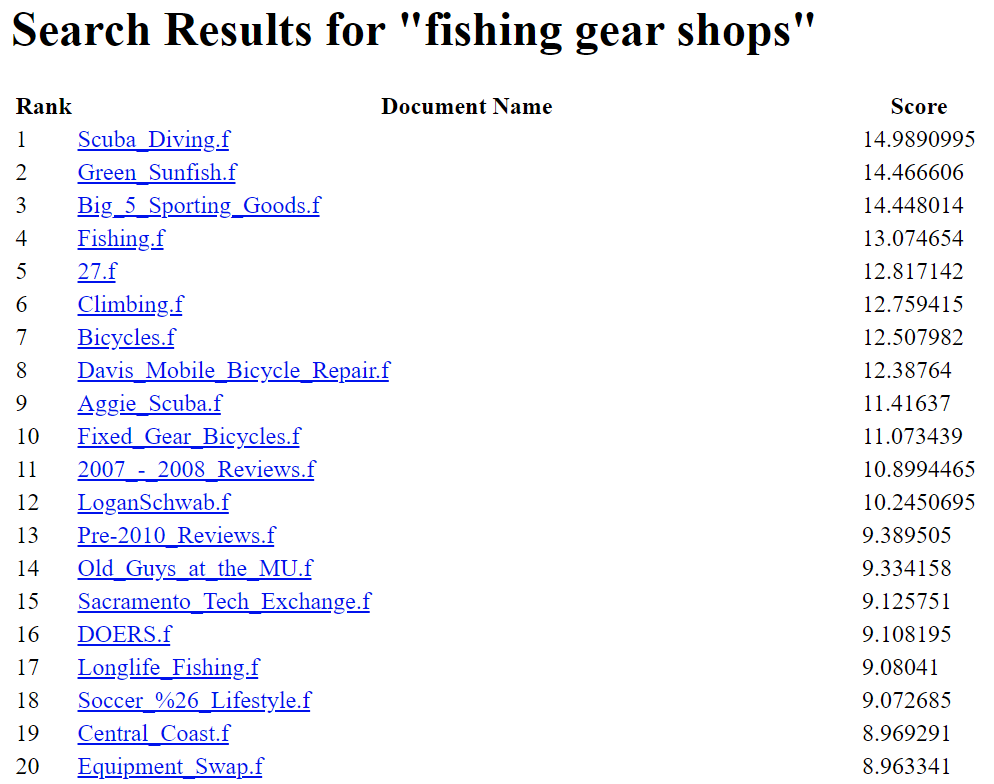 Search Results for "fishing gear shops"
Rank Document Name Score
1 Scuba_Diving.f 14.9890995
2 Green_Sunfish.f 14.466606
3 Big_5_Sporting_Goods.f 14.448014
4 Fishing.f 13.074654
5 27.f 12.817142
6 Climbing.f 12.759415
7 Bicycles.f 12.507982
8 Davis_Mobile_Bicycle_Repair.f 12.38764
9 Aggie_Scuba.f 11.41637
10 Fixed_Gear_Bicycles.f 11.073439
11 2007_-_2008_Reviews.f 10.8994465
12 LoganSchwab.f 10.2450695
13 Pre-2010_Reviews.f 9.389505
14 Old_Guys_at_the_MU.f 9.334158
15 Sacramento_Tech_Exchange.f 9.125751
16 DOERS.f 9.108195
17 Longlife_Fishing.f 9.08041
18 Soccer_%26_Lifestyle.f 9.072685
19 Central_Coast.f 8.969291
20 Equipment_Swap.f 8.963341